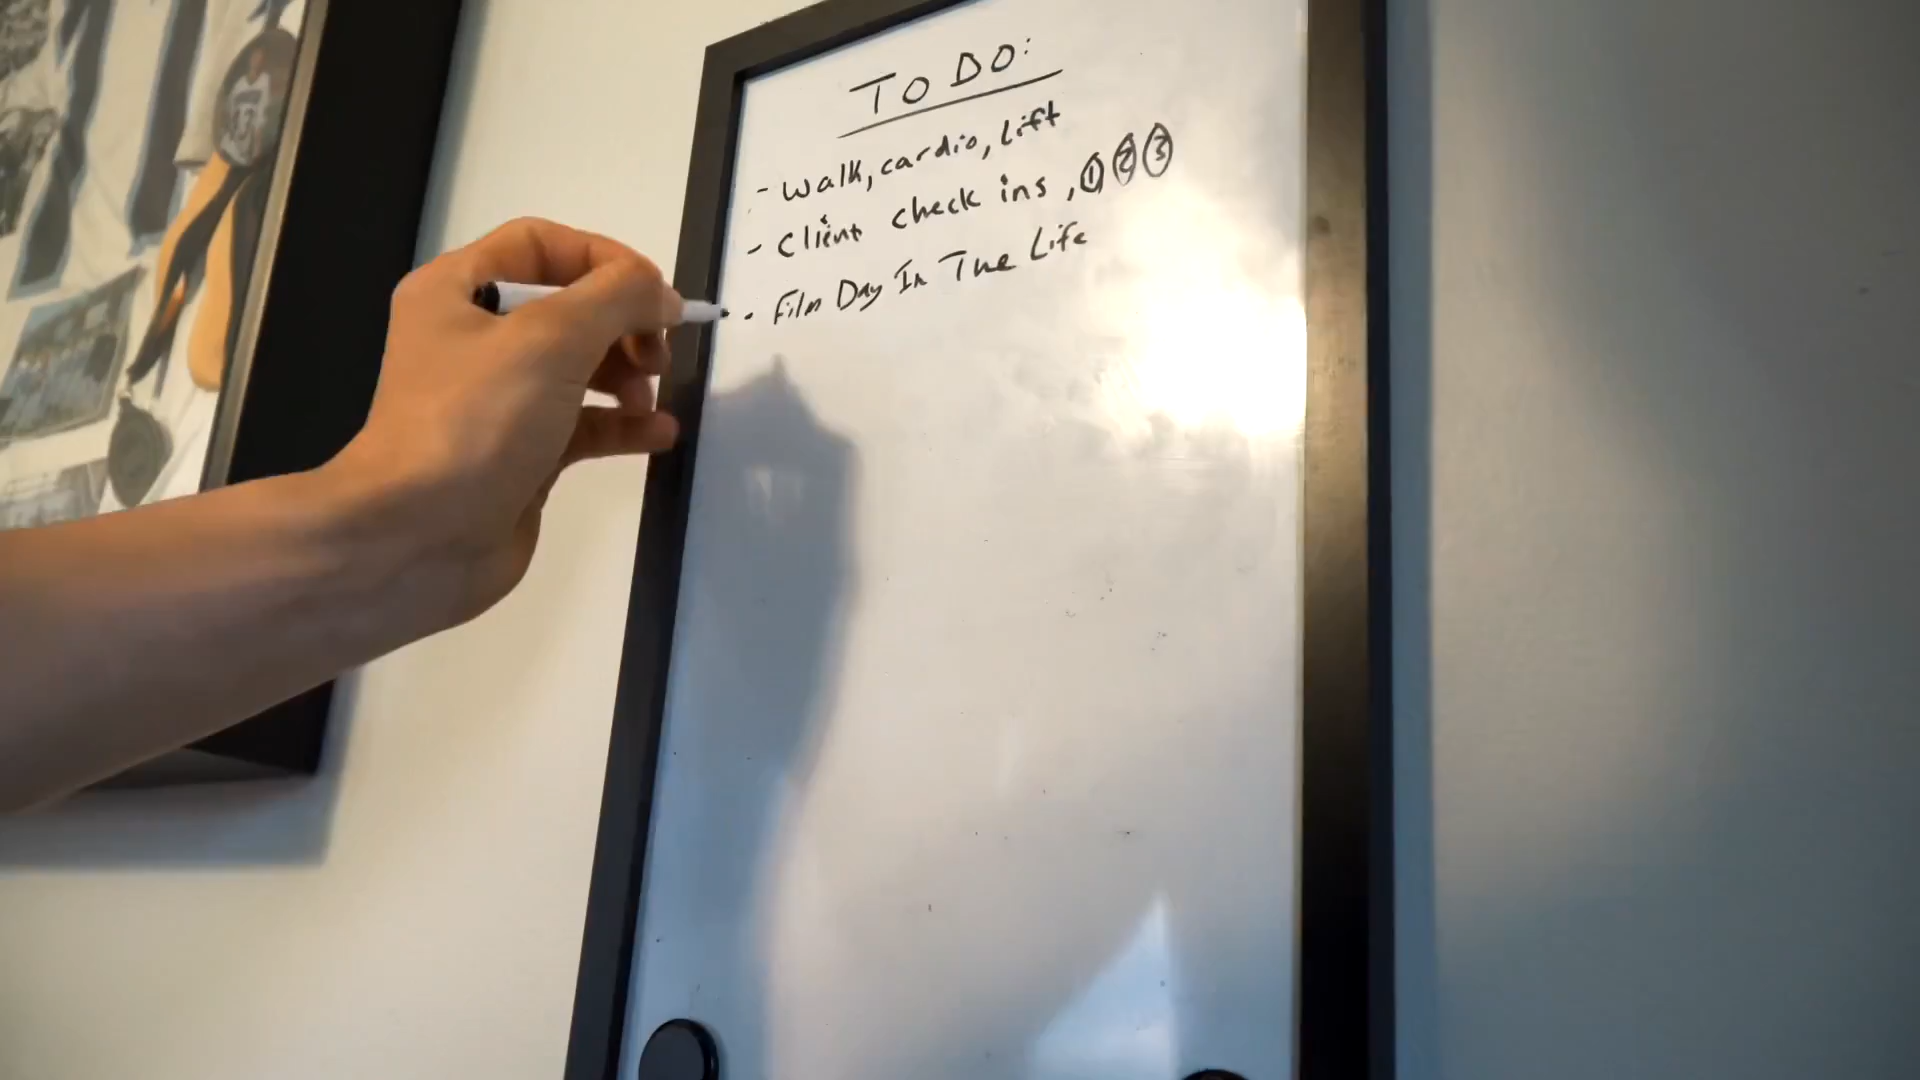 TO DO:
- Walk, cardio, Lift
- Client check ins, ① ② ③
- Film Day In The Life